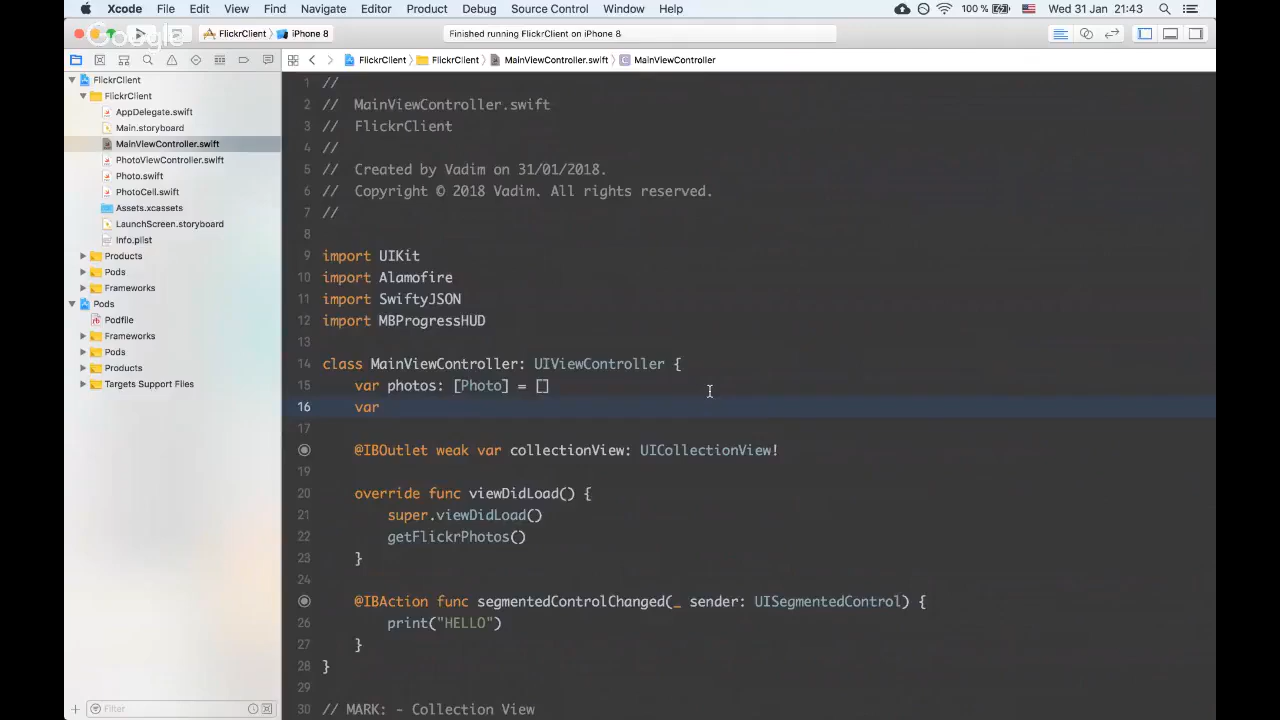 Xcode File Edit View Find Navigate Editor Product Debug Source Control Window Help 100 % Wed 31 Jan 21:43
Google
FlickrClient iPhone 8 Finished running FlickrClient on iPhone 8
FlickrClient FlickrClient MainViewController.swift C MainViewController
FlickrClient
FlickrClient
AppDelegate.swift
Main.storyboard
MainViewController.swift
PhotoViewController.swift
Photo.swift
PhotoCell.swift
Assets.xcassets
LaunchScreen.storyboard
Info.plist
Products
Pods
Frameworks
Pods
Podfile
Frameworks
Pods
Products
Targets Support Files
Filter
1 //
2 // MainViewController.swift
3 // FlickrClient
4 //
5 // Created by Vadim on 31/01/2018.
6 // Copyright © 2018 Vadim. All rights reserved.
7 //
8
9 import UIKit
10 import Alamofire
11 import SwiftyJSON
12 import MBProgressHUD
13
14 class MainViewController: UIViewController {
15 var photos: [Photo] = []
16 var
17
18 @IBOutlet weak var collectionView: UICollectionView!
19
20 override func viewDidLoad() {
21 super.viewDidLoad()
22 getFlickrPhotos()
23 }
24
@IBAction func segmentedControlChanged(_ sender: UISegmentedControl) {
26 print("HELLO")
27 }
28 }
29
30 // MARK: - Collection View